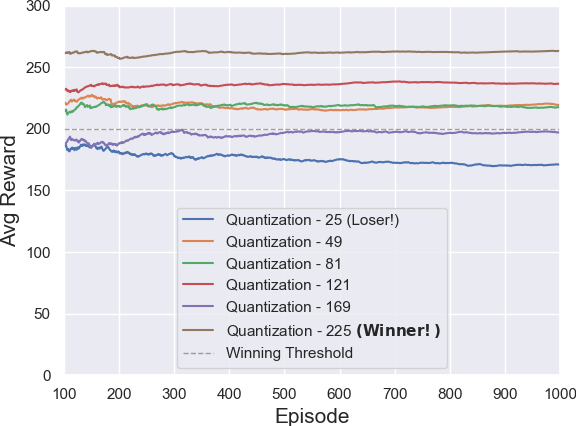 300
250
200
150
100
50
0
Avg Reward
Quantization - 25 (Loser!)
Quantization - 49
Quantization - 81
Quantization - 121
Quantization - 169
Quantization - 225 (Winner!)
Winning Threshold
100 200 300 400 500 600 700 800 900 1000
Episode